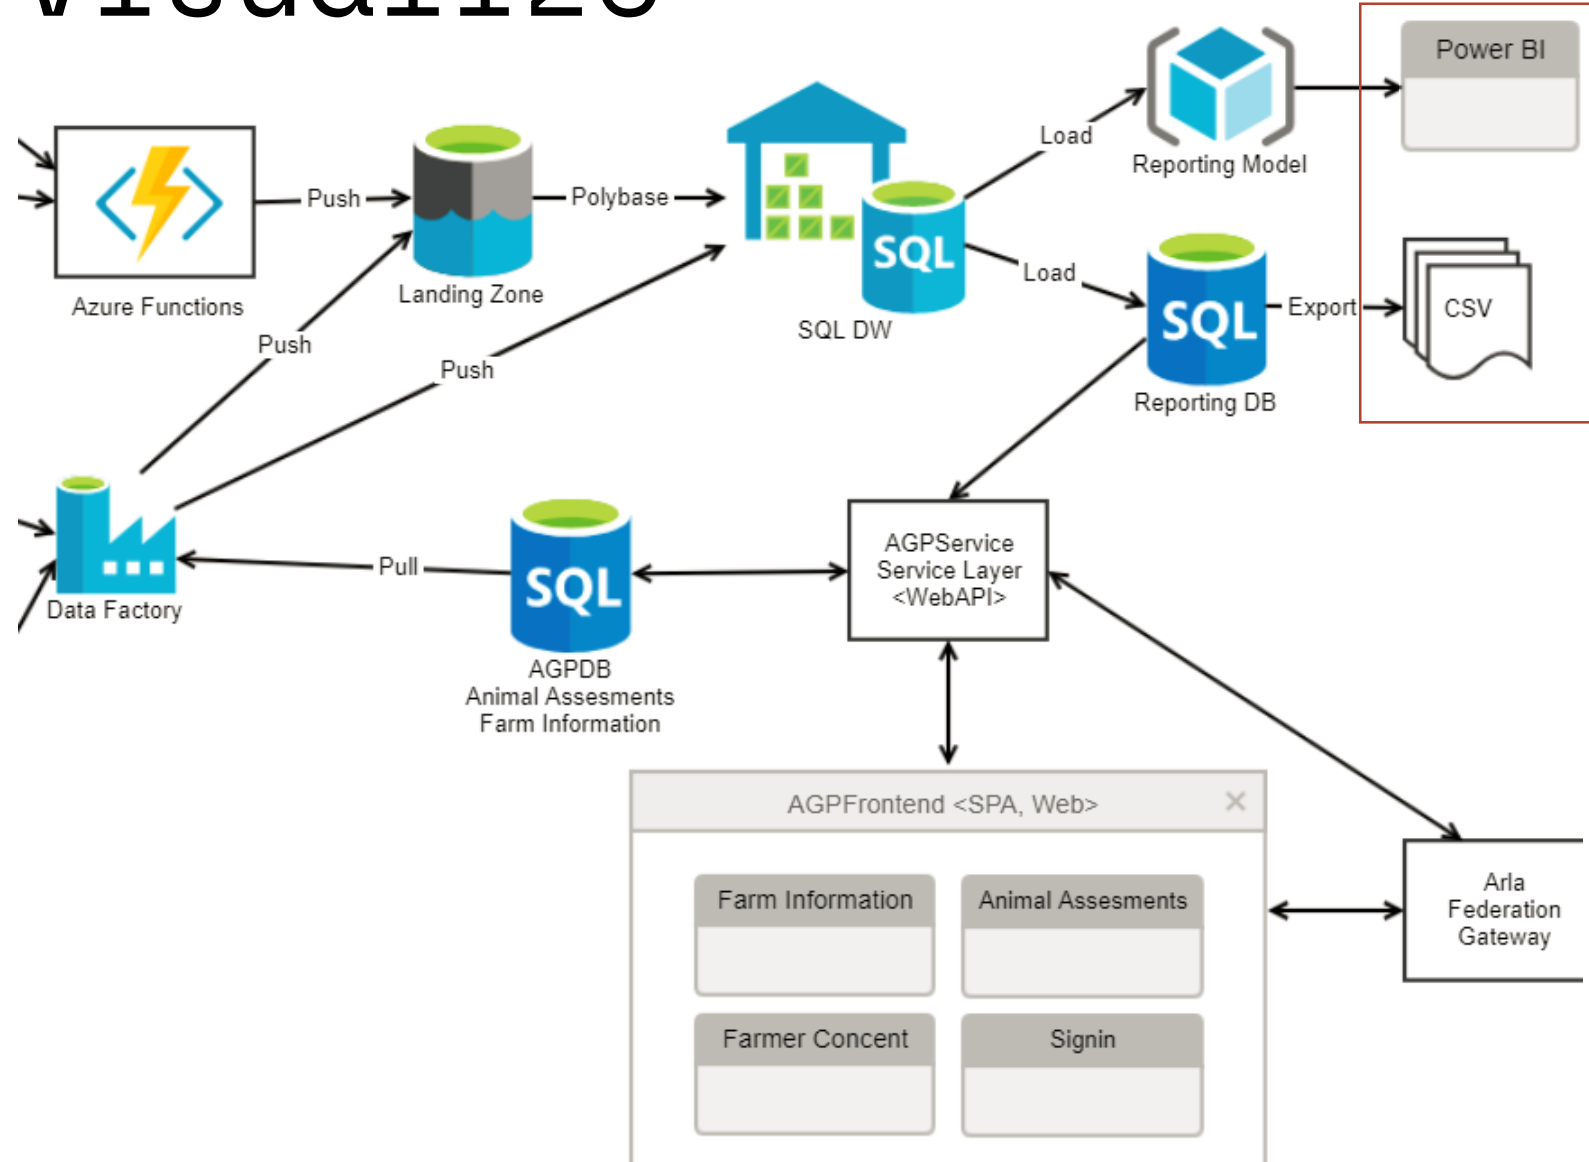 Visualize
Power BI
Load
Reporting Model
Push
Polybase
SQL
Azure Functions
Landing Zone
SQL DW
Load
SQL
Export
CSV
Push
Push
Reporting DB
Pull
SQL
AGPService
Service Layer
<WebAPI>
Data Factory
AGPDB
Animal Assesments
Farm Information
AGPFrontend <SPA, Web>
Farm Information
Animal Assesments
Arla
Federation
Gateway
Farmer Concent
Signin